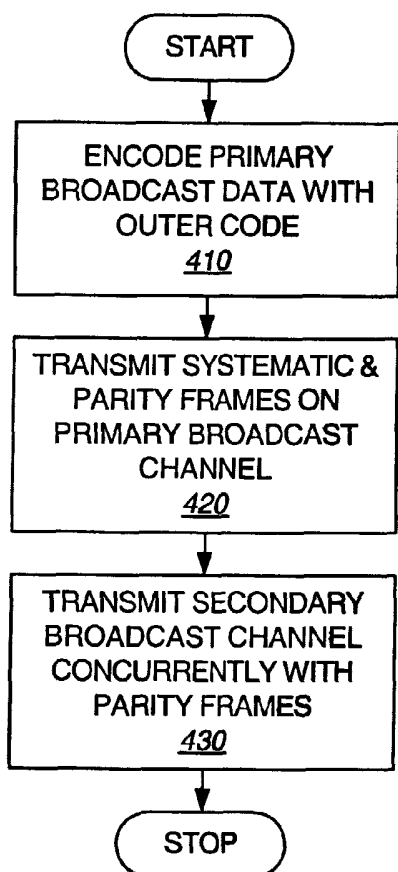 START
ENCODE PRIMARY
BROADCAST DATA WITH
OUTER CODE
410
TRANSMIT SYSTEMATIC &
PARITY FRAMES ON
PRIMARY BROADCAST
CHANNEL
420
TRANSMIT SECONDARY
BROADCAST CHANNEL
CONCURRENTLY WITH
PARITY FRAMES
430
STOP